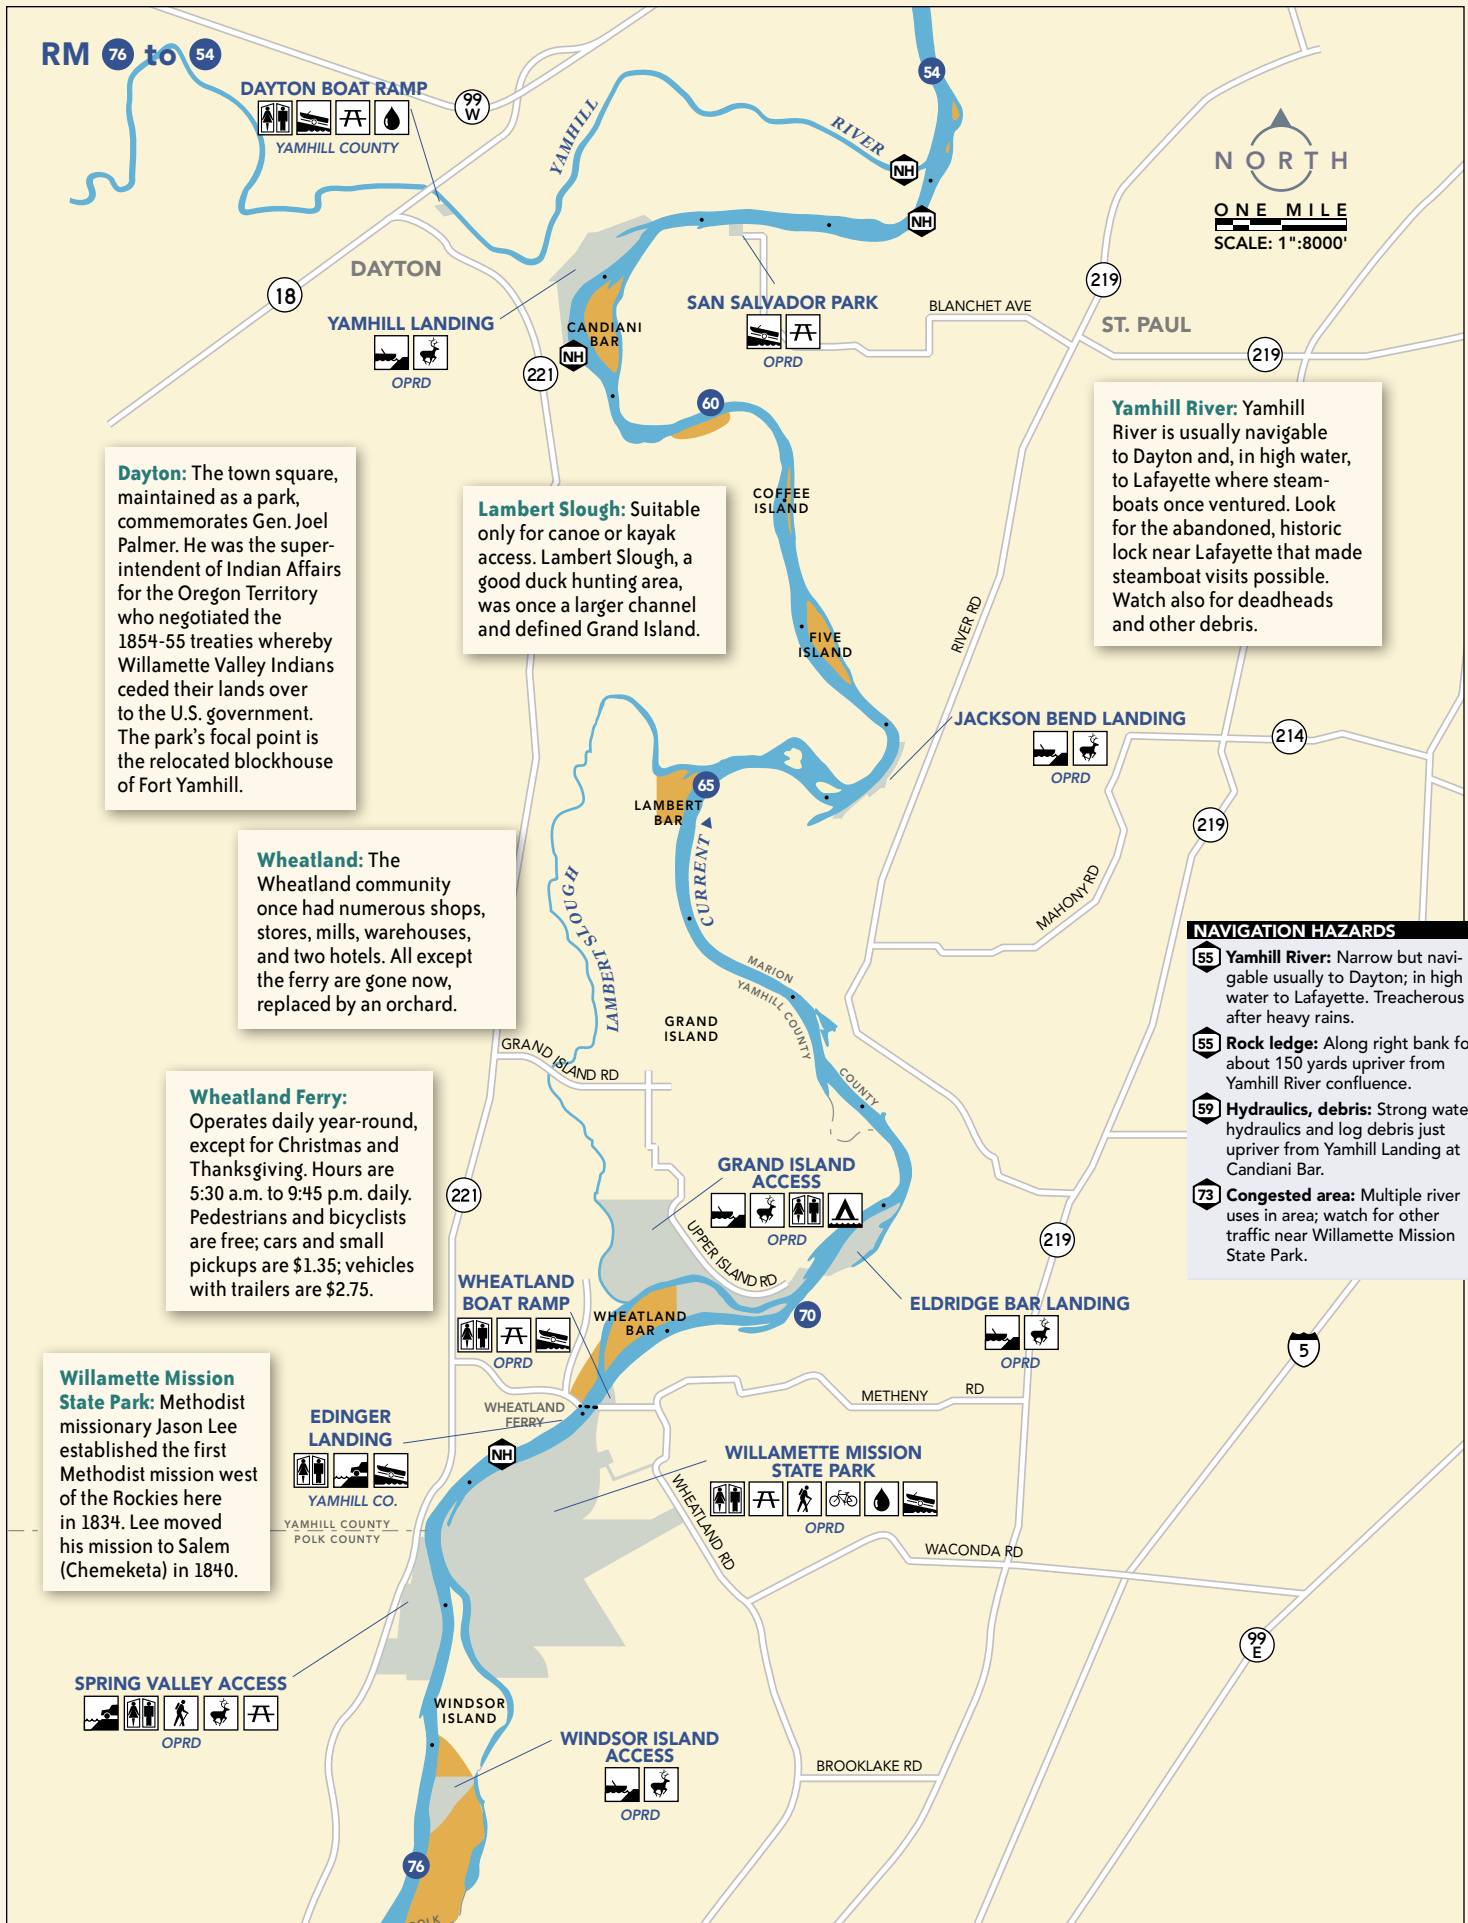 RM 76 to 54
DAYTON BOAT RAMP
YAMHILL COUNTY
99
W
YAMHILL
RIVER
54
NH
NH
NORTH
ONE MILE
SCALE: 1":8000'
DAYTON
18
YAMHILL LANDING
OPRD
CANDIANI
BAR
NH
221
SAN SALVADOR PARK
OPRD
BLANCHET AVE
219
ST. PAUL
219
60
Dayton: The town square,
maintained as a park,
commemorates Gen. Joel
Palmer. He was the super-
intendent of Indian Affairs
for the Oregon Territory
who negotiated the
1854-55 treaties whereby
Willamette Valley Indians
ceded their lands over
to the U.S. government.
The park's focal point is
the relocated blockhouse
of Fort Yamhill.
Lambert Slough: Suitable
only for canoe or kayak
access. Lambert Slough, a
good duck hunting area,
was once a larger channel
and defined Grand Island.
Yamhill River: Yamhill
River is usually navigable
to Dayton and, in high water,
to Lafayette where steam-
boats once ventured. Look
for the abandoned, historic
lock near Lafayette that made
steamboat visits possible.
Watch also for deadheads
and other debris.
COFFEE
ISLAND
FIVE
ISLAND
RIVER RD
JACKSON BEND LANDING
OPRD
214
219
65
LAMBERT
BAR
CURRENT
LAMBERT SLOUGH
MAHONY RD
Wheatland: The
Wheatland community
once had numerous shops,
stores, mills, warehouses,
and two hotels. All except
the ferry are gone now,
replaced by an orchard.
MARION
YAMHILL COUNTY
COUNTY
GRAND
ISLAND
GRAND ISLAND RD
NAVIGATION HAZARDS
55 Yamhill River: Narrow but navi-
gable usually to Dayton; in high
water to Lafayette. Treacherous
after heavy rains.
55 Rock ledge: Along right bank fo
about 150 yards upriver from
Yamhill River confluence.
59 Hydraulics, debris: Strong wate
hydraulics and log debris just
upriver from Yamhill Landing at
Candiani Bar.
73 Congested area: Multiple river
uses in area; watch for other
traffic near Willamette Mission
State Park.
Wheatland Ferry:
Operates daily year-round,
except for Christmas and
Thanksgiving. Hours are
5:30 a.m. to 9:45 p.m. daily.
Pedestrians and bicyclists
are free; cars and small
pickups are $1.35; vehicles
with trailers are $2.75.
221
GRAND ISLAND
ACCESS
OPRD
UPPER ISLAND RD
219
WHEATLAND
BOAT RAMP
OPRD
WHEATLAND
BAR
70
ELDRIDGE BAR LANDING
OPRD
5
Willamette Mission
State Park: Methodist
missionary Jason Lee
established the first
Methodist mission west
of the Rockies here
in 1834. Lee moved
his mission to Salem
(Chemeketa) in 1840.
METHENY RD
WHEATLAND
FERRY
EDINGER
LANDING
YAMHILL CO.
NH
WILLAMETTE MISSION
STATE PARK
OPRD
WHEATLAND RD
YAMHILL COUNTY
POLK COUNTY
WACONDA RD
99
E
SPRING VALLEY ACCESS
OPRD
WINDSOR
ISLAND
WINDSOR ISLAND
ACCESS
OPRD
BROOKLAKE RD
76
POLK